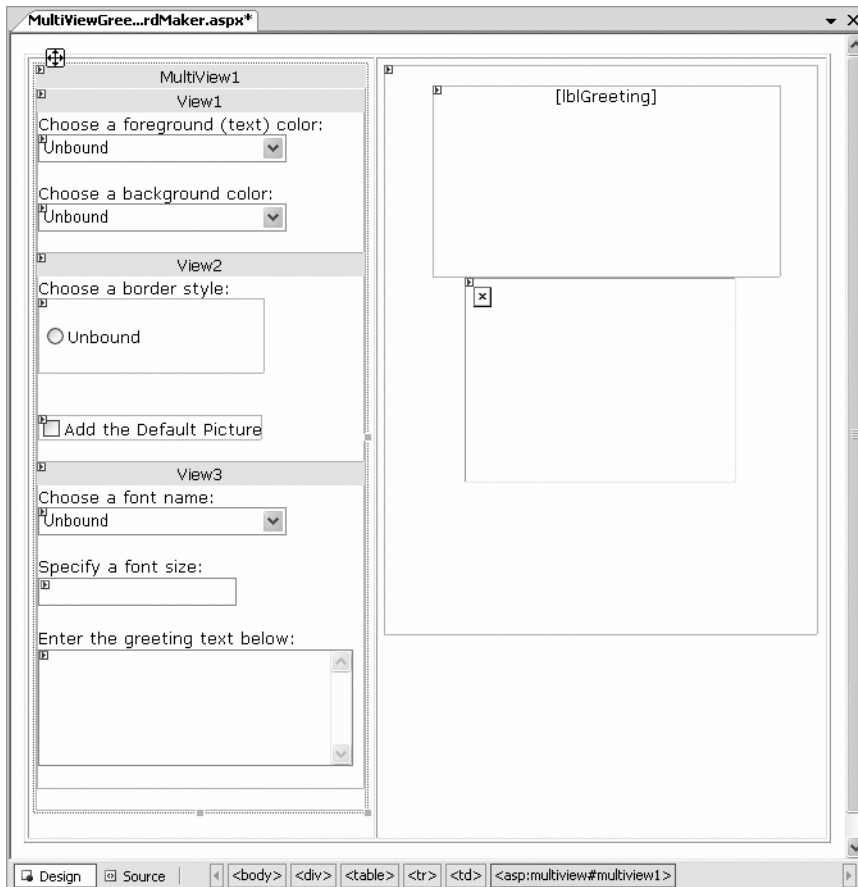 MultiViewGree...rdMaker.aspx*
MultiView1
View1
Choose a foreground (text) color:
Unbound
Choose a background color:
Unbound
View2
Choose a border style:
Unbound
Add the Default Picture
View3
Choose a font name:
Unbound
Specify a font size:
Enter the greeting text below:
[lblGreeting]
Design Source <body> <div> <table> <tr> <td> <asp:multiview#multiview1>